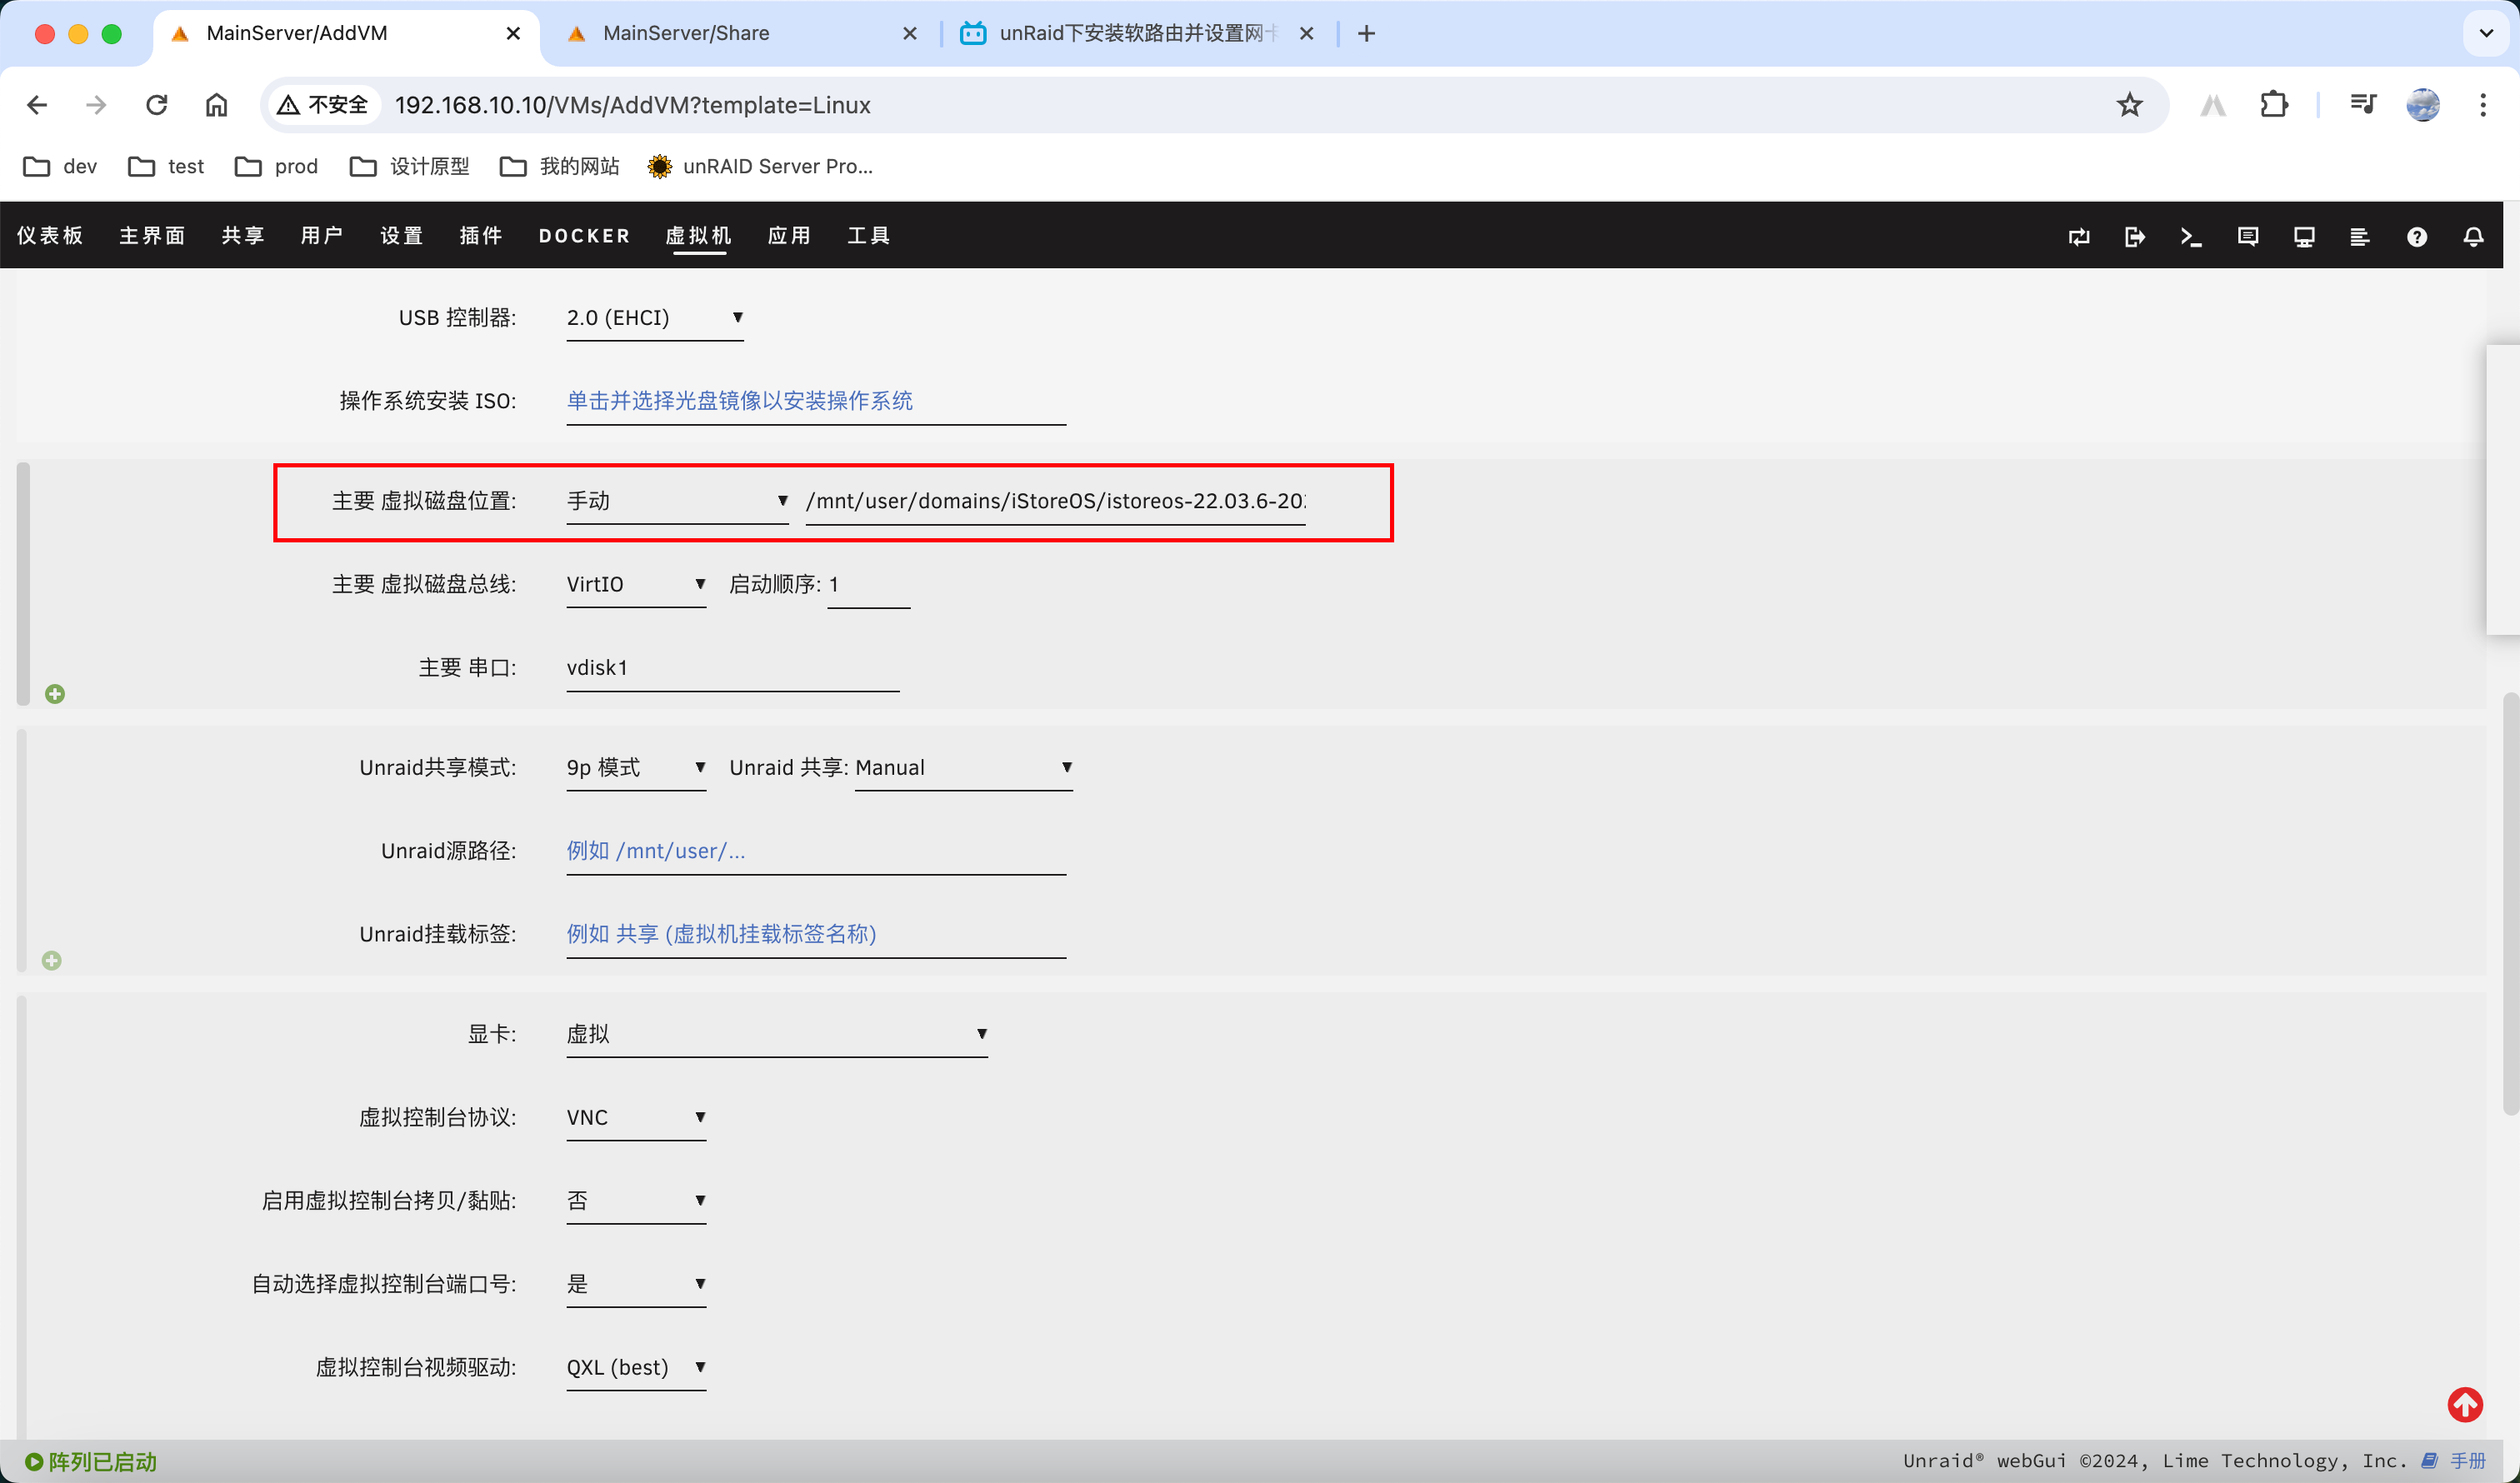 MainServer/AddVM
MainServer/Share
unRaid下安装软路由并设置网卡
不安全
192.168.10.10/VMs/AddVM?template=Linux
dev
test
prod
设计原型
我的网站
unRAID Server Pro...
仪表板
主界面
共享
用户
设置
插件
DOCKER
虚拟机
应用
工具
USB 控制器: 2.0 (EHCI)
操作系统安装 ISO: 单击并选择光盘镜像以安装操作系统
主要 虚拟磁盘位置: 手动 /mnt/user/domains/iStoreOS/istoreos-22.03.6-20
主要 虚拟磁盘总线: VirtIO 启动顺序: 1
主要 串口: vdisk1
Unraid共享模式: 9p 模式 Unraid 共享: Manual
Unraid源路径: 例如 /mnt/user/...
Unraid挂载标签: 例如 共享 (虚拟机挂载标签名称)
显卡: 虚拟
虚拟控制台协议: VNC
启用虚拟控制台拷贝/黏贴: 否
自动选择虚拟控制台端口号: 是
虚拟控制台视频驱动: QXL (best)
阵列已启动
Unraid® webGui ©2024, Lime Technology, Inc. 手册